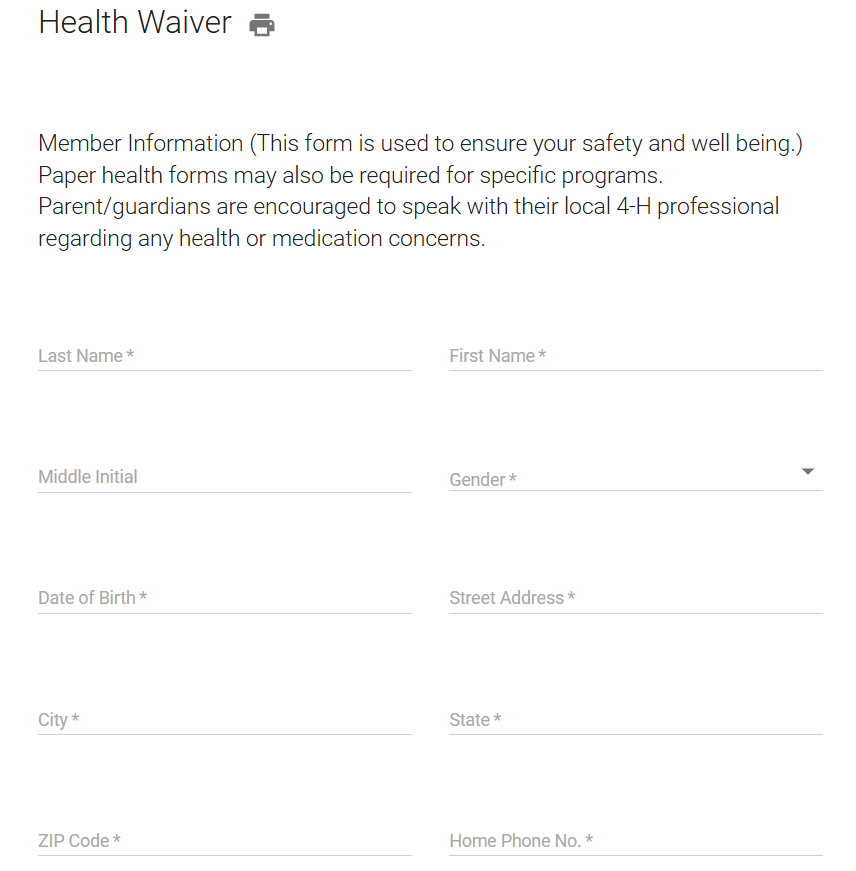 Health Waiver
Member Information (This form is used to ensure your safety and well being.)
Paper health forms may also be required for specific programs.
Parent/guardians are encouraged to speak with their local 4-H professional
regarding any health or medication concerns.
Last Name *
First Name *
Middle Initial
Gender *
Date of Birth *
Street Address *
City *
State *
ZIP Code *
Home Phone No. *